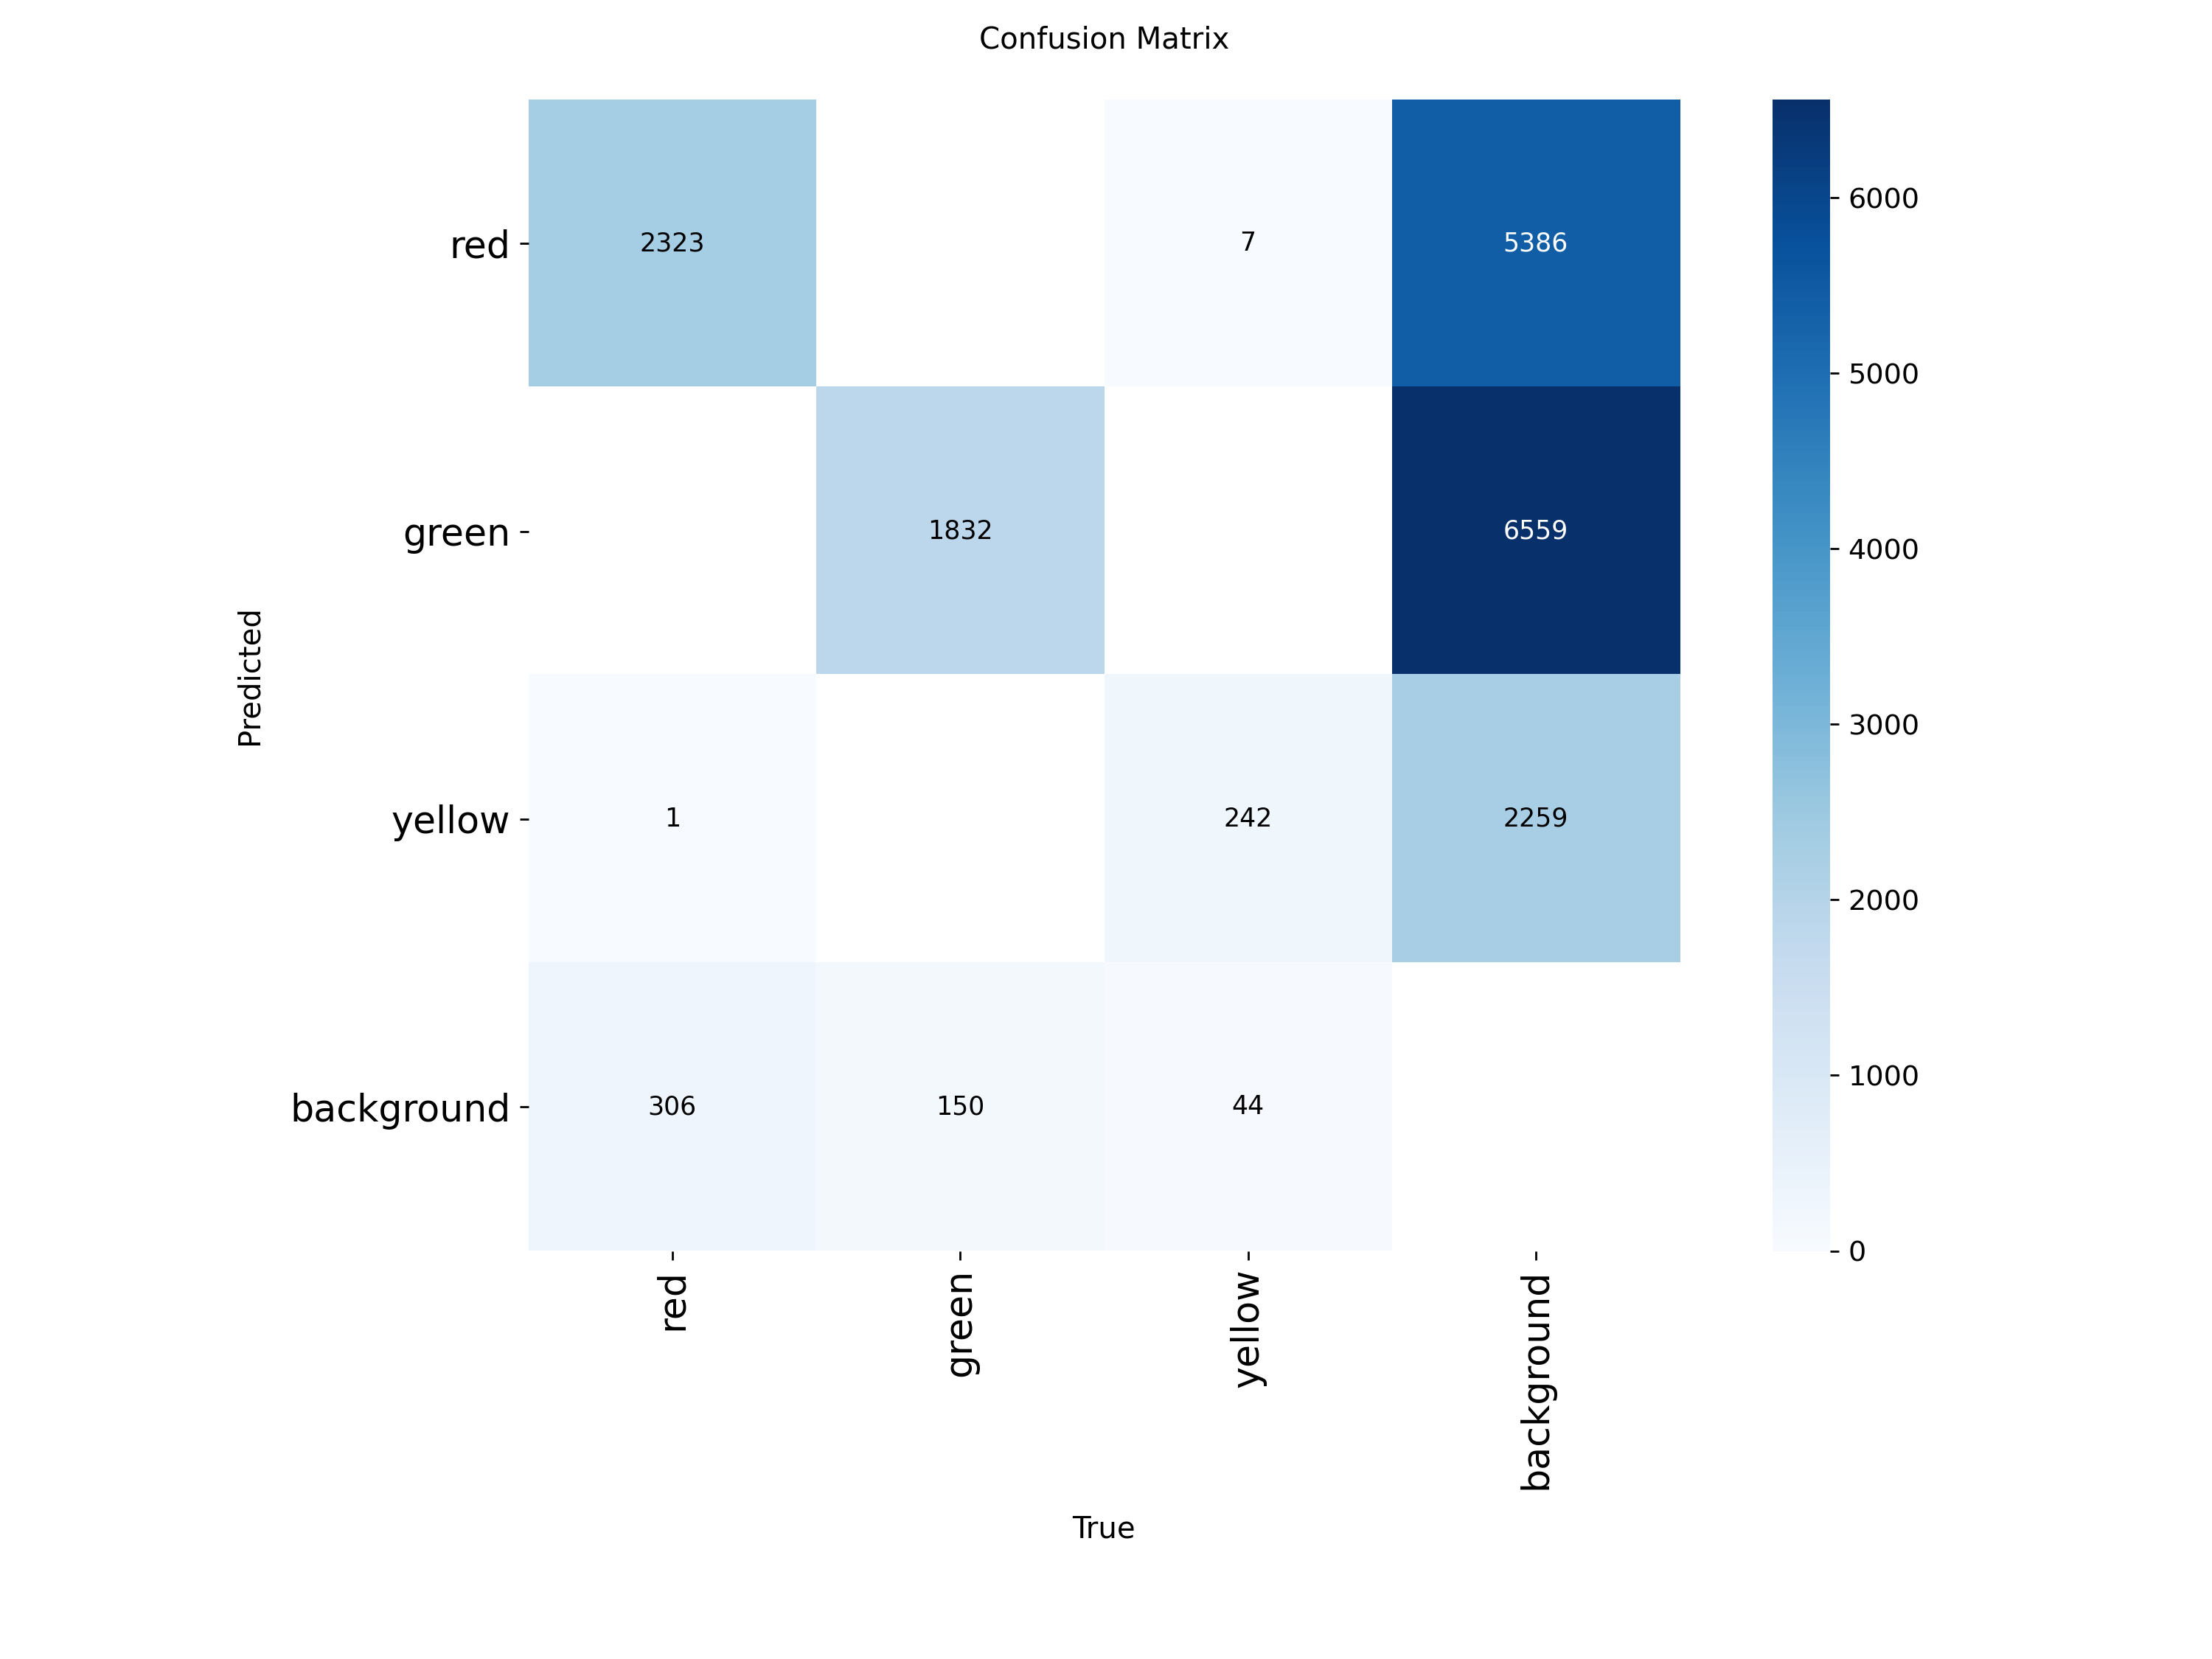 Confusion Matrix
red
2323
7
5386
6000
5000
green
1832
6559
4000
Predicted
3000
yellow
1
242
2259
2000
1000
background
306
150
44
0
red
green
yellow
background
True